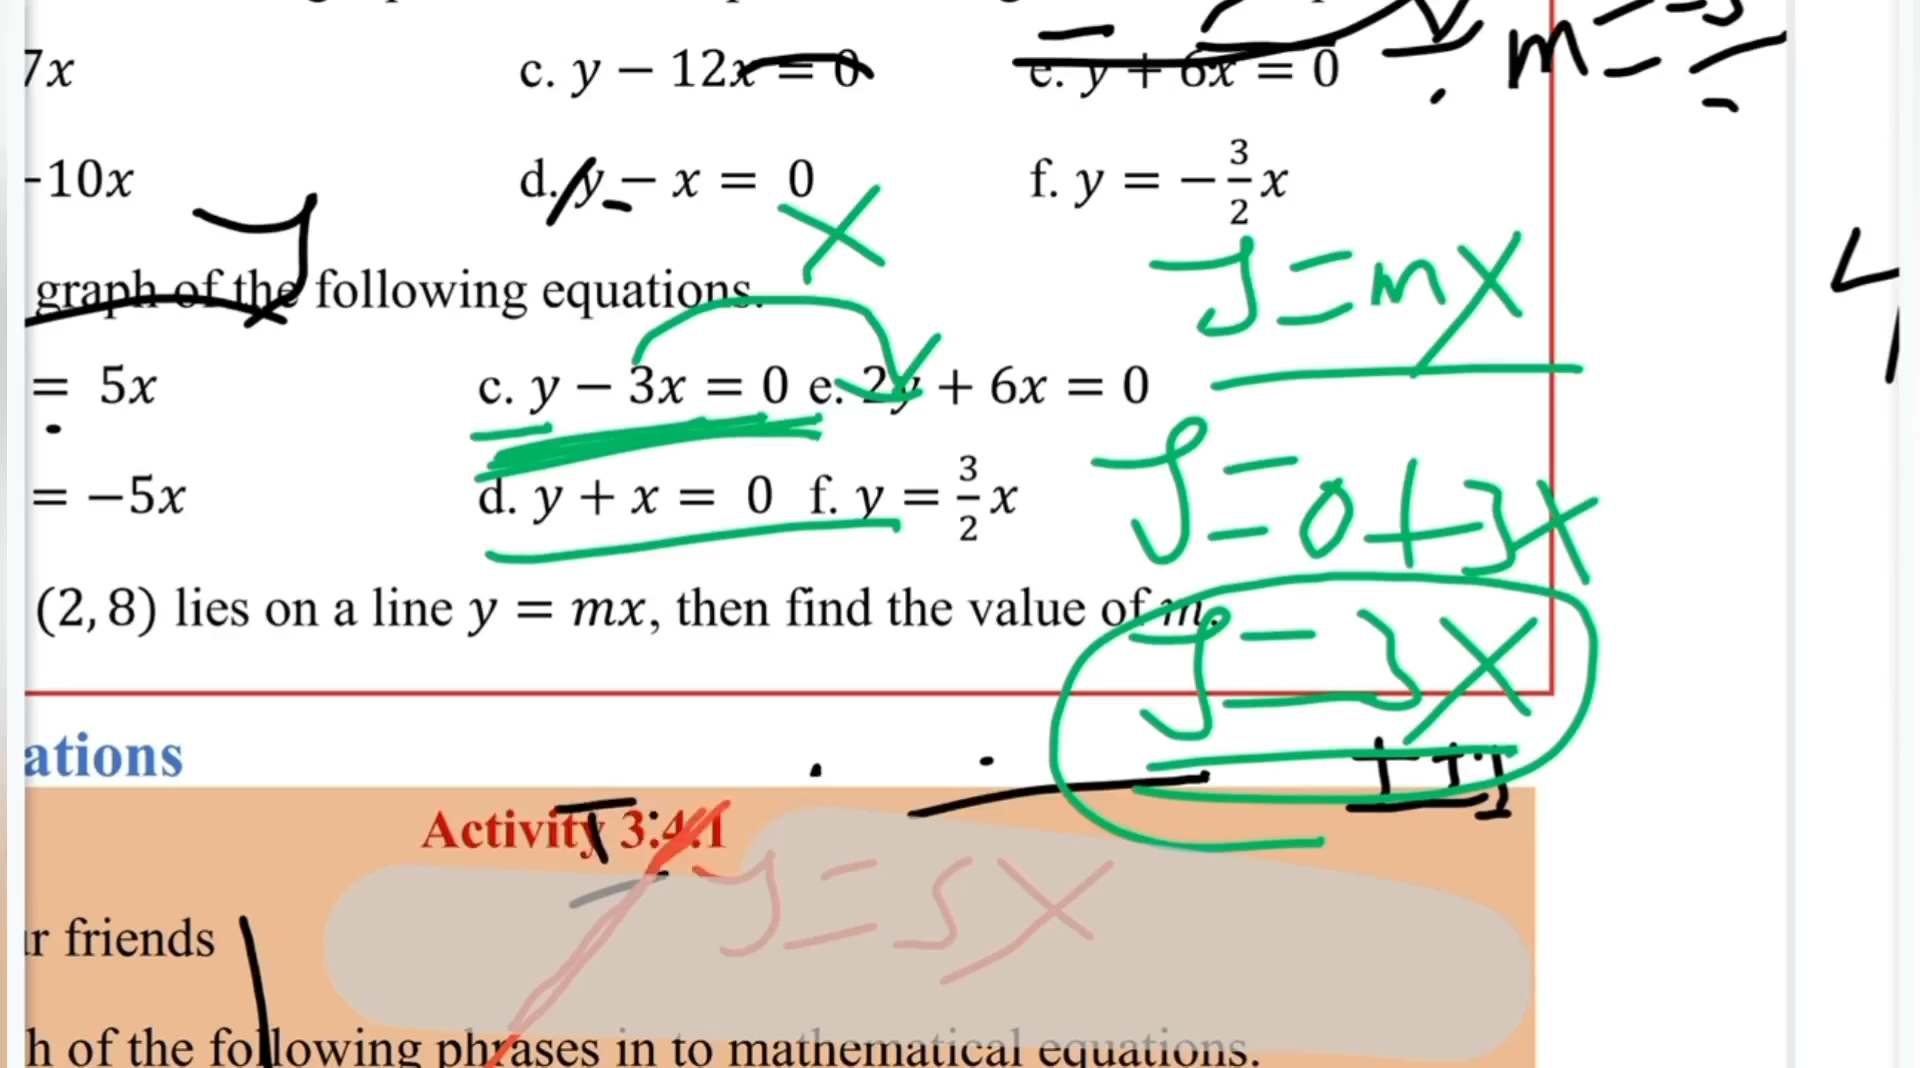 7x c. y − 12x = 0 e. y + 6x = 0 m =
-10x d. y − x = 0 f. y = −3/2 x
y x y = mx 4
graph of the following equations.
= 5x c. y − 3x = 0 e. 2y + 6x = 0
y = 0 + 3x
= −5x d. y + x = 0 f. y = 3/2 x
(2, 8) lies on a line y = mx, then find the value of m.
y = 3x
ations
Activity 3.4.1
y = 5x
r friends
h of the following phrases in to mathematical equations.